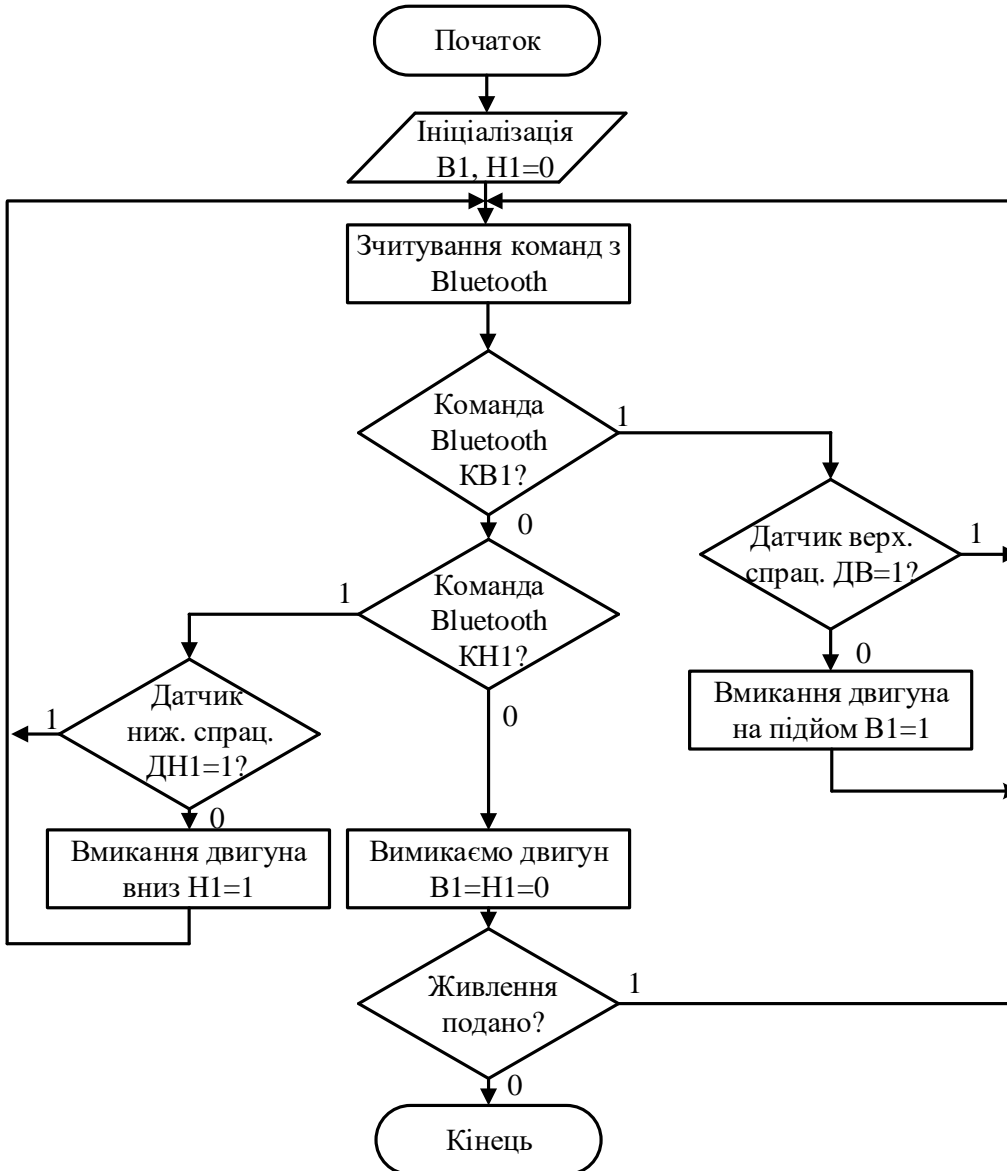 Початок
Ініціалізація
В1, Н1=0
Зчитування команд з
Bluetooth
Команда
Bluetooth
КВ1?
1
0
Датчик верх.
спрац. ДВ=1?
1
0
Вмикання двигуна
на підйом В1=1
Команда
Bluetooth
КН1?
1
0
Датчик
ниж. спрац.
ДН1=1?
1
0
Вмикання двигуна
вниз Н1=1
Вимикаємо двигун
В1=Н1=0
Живлення
подано?
1
0
Кінець